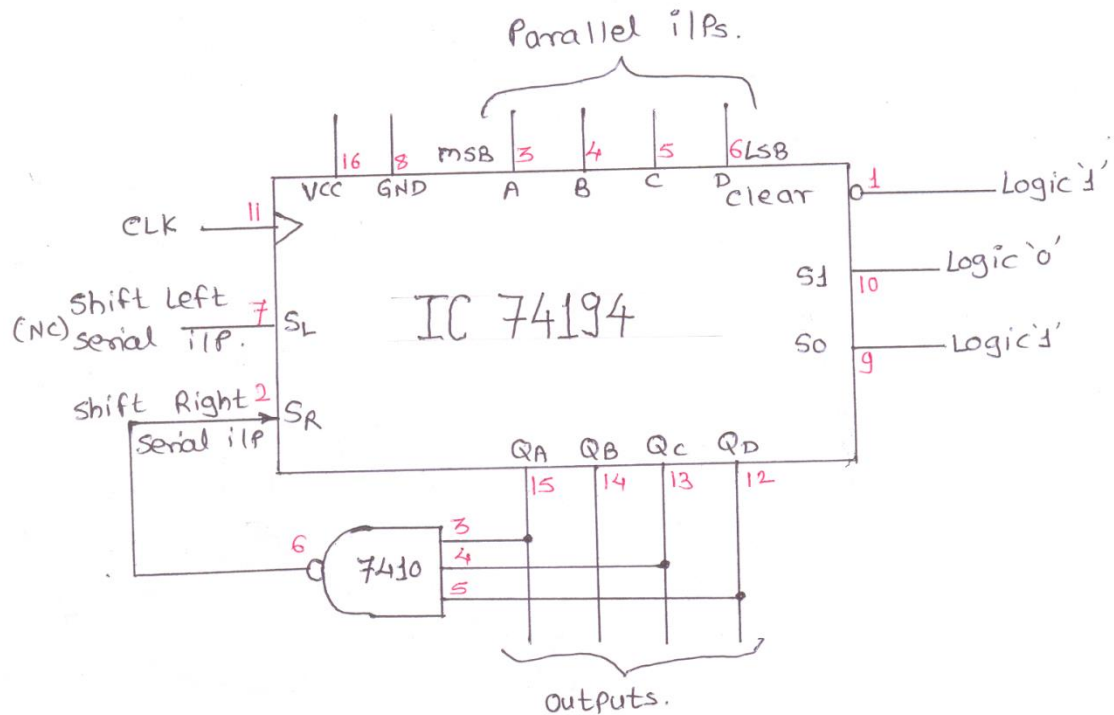 Parallel i/Ps.
16 8 MSB 3 4 5 6 LSB
VCC GND A B C D clear
1 Logic '1'
CLK 11
S1 10 Logic '0'
Shift Left
(NC) Serial i/P. 7 SL
IC 74194
S0 9 Logic '1'
Shift Right 2 SR
Serial i/P
QA QB QC QD
15 14 13 12
6 7410 3
4
5
outputs.